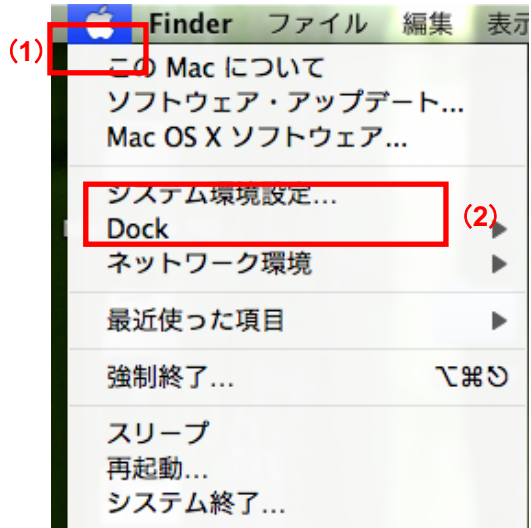 Finder ファイル 編集 表示
(1)
この Mac について
ソフトウェア・アップデート...
Mac OS X ソフトウェア...
システム環境設定...
(2)
Dock
ネットワーク環境
最近使った項目
強制終了... ⌥⌘⎋
スリープ
再起動...
システム終了...